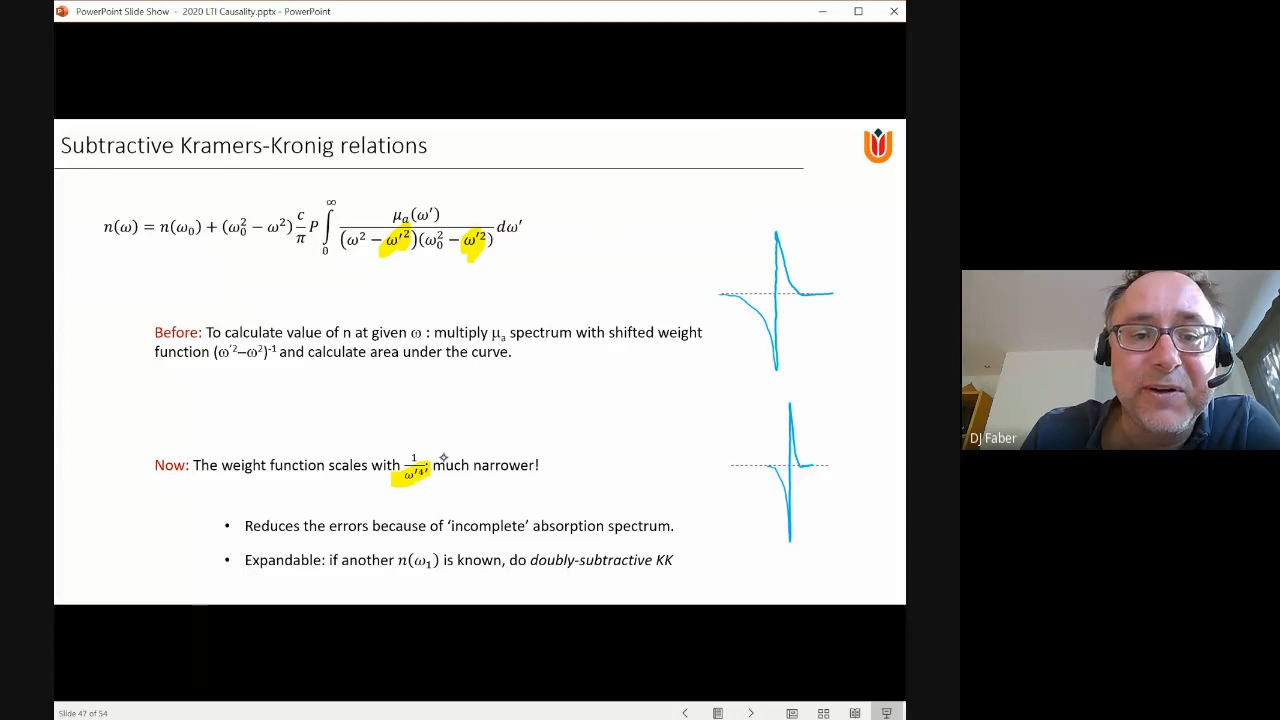 PowerPoint Slide Show - 2020 LTI Causality.pptx - PowerPoint
Subtractive Kramers-Kronig relations
n(ω) = n(ω₀) + (ω₀² − ω²) c/π P ∫₀^∞ μₐ(ω′) / (ω² − ω′²)(ω₀² − ω′²) dω′
Before: To calculate value of n at given ω : multiply μₐ spectrum with shifted weight
function (ω′²–ω²)⁻¹ and calculate area under the curve.
Now: The weight function scales with 1/ω′⁴; much narrower!
• Reduces the errors because of ‘incomplete’ absorption spectrum.
• Expandable: if another n(ω₁) is known, do doubly-subtractive KK
DJ Faber
Slide 47 of 54